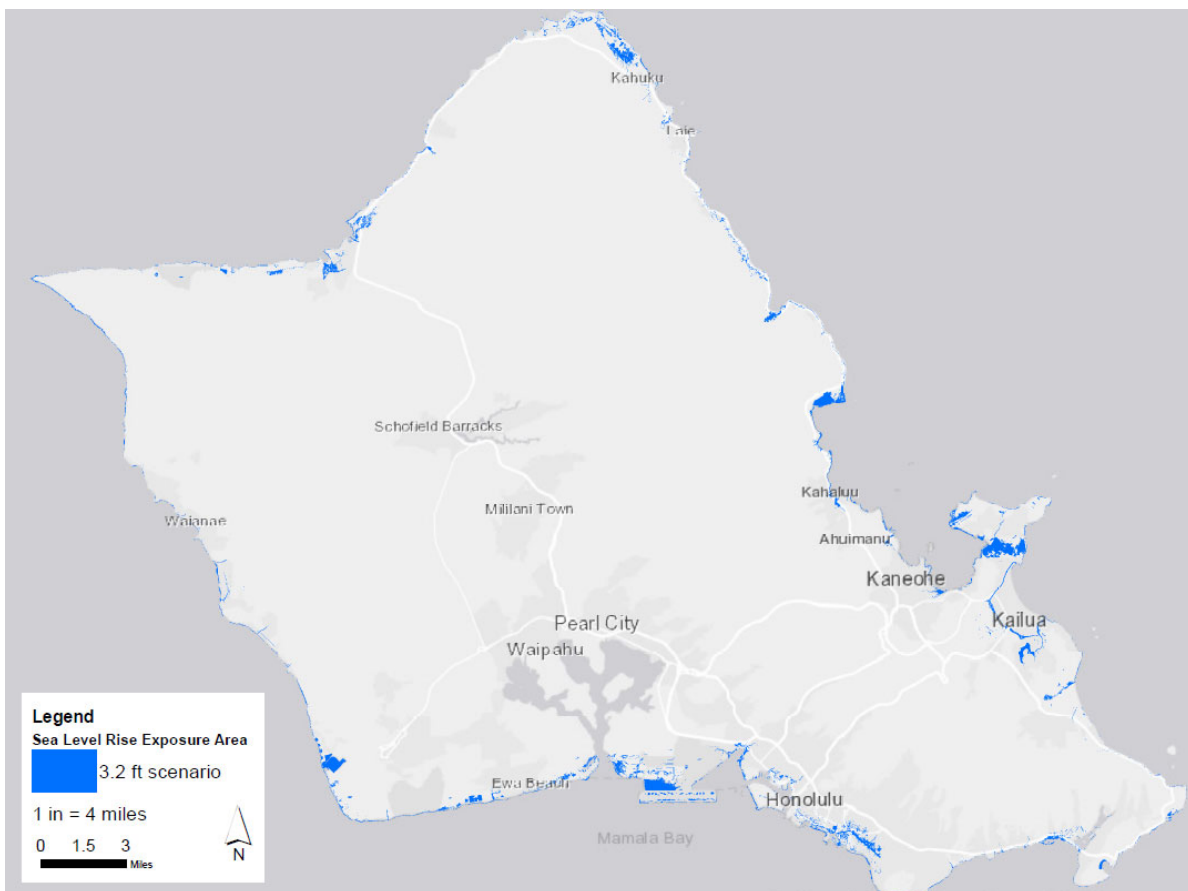 Kahuku
Laie
Schofield Barracks
Kahaluu
Mililani Town
Waianae
Ahuimanu
Kaneohe
Kailua
Pearl City
Waipahu
Ewa Beach
Honolulu
Mamala Bay
Legend
Sea Level Rise Exposure Area
3.2 ft scenario
1 in = 4 miles
0 1.5 3
Miles
N